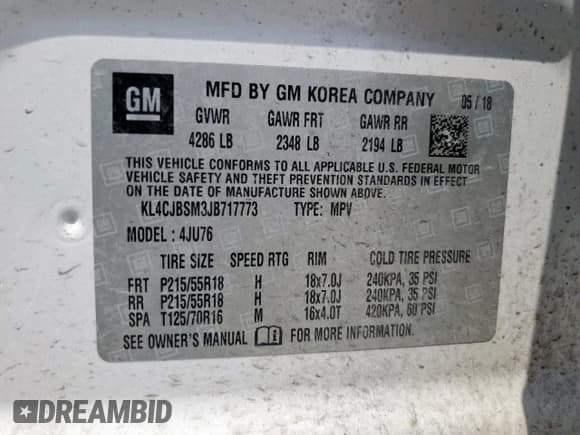 GM
MFD BY GM KOREA COMPANY 05 / 18
GVWR GAWR FRT GAWR RR
4286 LB 2348 LB 2194 LB
THIS VEHICLE CONFORMS TO ALL APPLICABLE U.S. FEDERAL MOTOR
VEHICLE SAFETY AND THEFT PREVENTION STANDARDS IN EFFECT
ON THE DATE OF MANUFACTURE SHOWN ABOVE.
KL4CJBSM3JB717773 TYPE: MPV
MODEL: 4JU76
TIRE SIZE SPEED RTG RIM COLD TIRE PRESSURE
FRT P215/55R18 H 18x7.0J 240KPA, 35 PSI
RR P215/55R18 H 18x7.0J 240KPA, 35 PSI
SPA T125/70R16 M 16x4.0T 420KPA, 60 PSI
SEE OWNER'S MANUAL FOR MORE INFORMATION.
DREAMBID